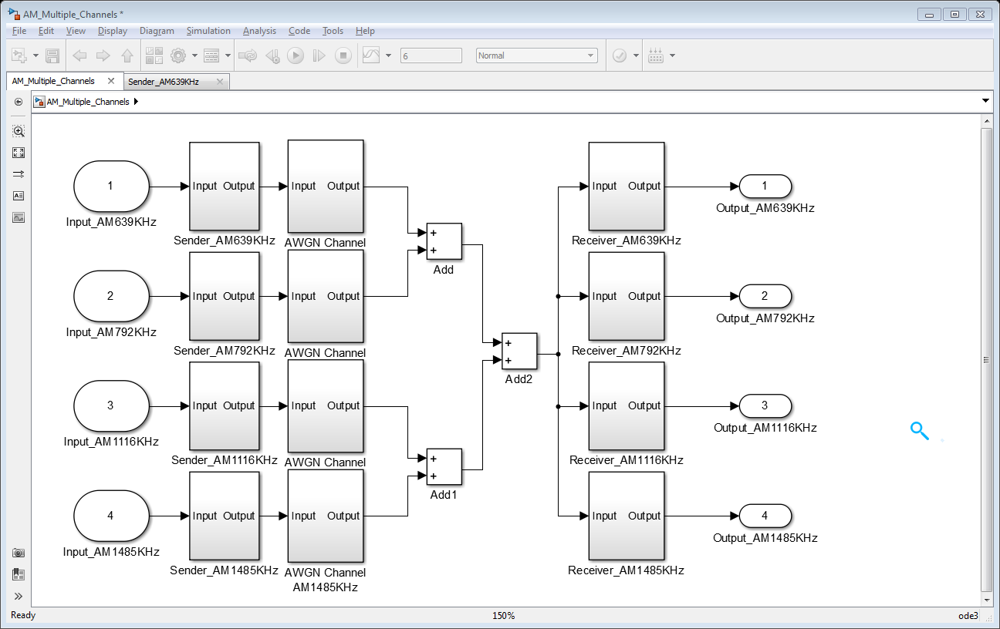 AM_Multiple_Channels *
File Edit View Display Diagram Simulation Analysis Code Tools Help
6 Normal
AM_Multiple_Channels Sender_AM639KHz
AM_Multiple_Channels
1 Input Output Input Output Input Output 1
Input_AM639KHz Output_AM639KHz
Sender_AM639KHz AWGN Channel Receiver_AM639KHz
+
+
Add
2 Input Output Input Output Input Output 2
Input_AM792KHz Output_AM792KHz
Sender_AM792KHz AWGN Channel Receiver_AM792KHz
+
+
Add2
3 Input Output Input Output Input Output 3
Input_AM1116KHz Output_AM1116KHz
Sender_AM1116KHz AWGN Channel Receiver_AM1116KHz
+
+
Add1
4 Input Output Input Output Input Output 4
Input_AM1485KHz Output_AM1485KHz
Sender_AM1485KHz AWGN Channel Receiver_AM1485KHz
AM1485KHz
Ready 150% ode3